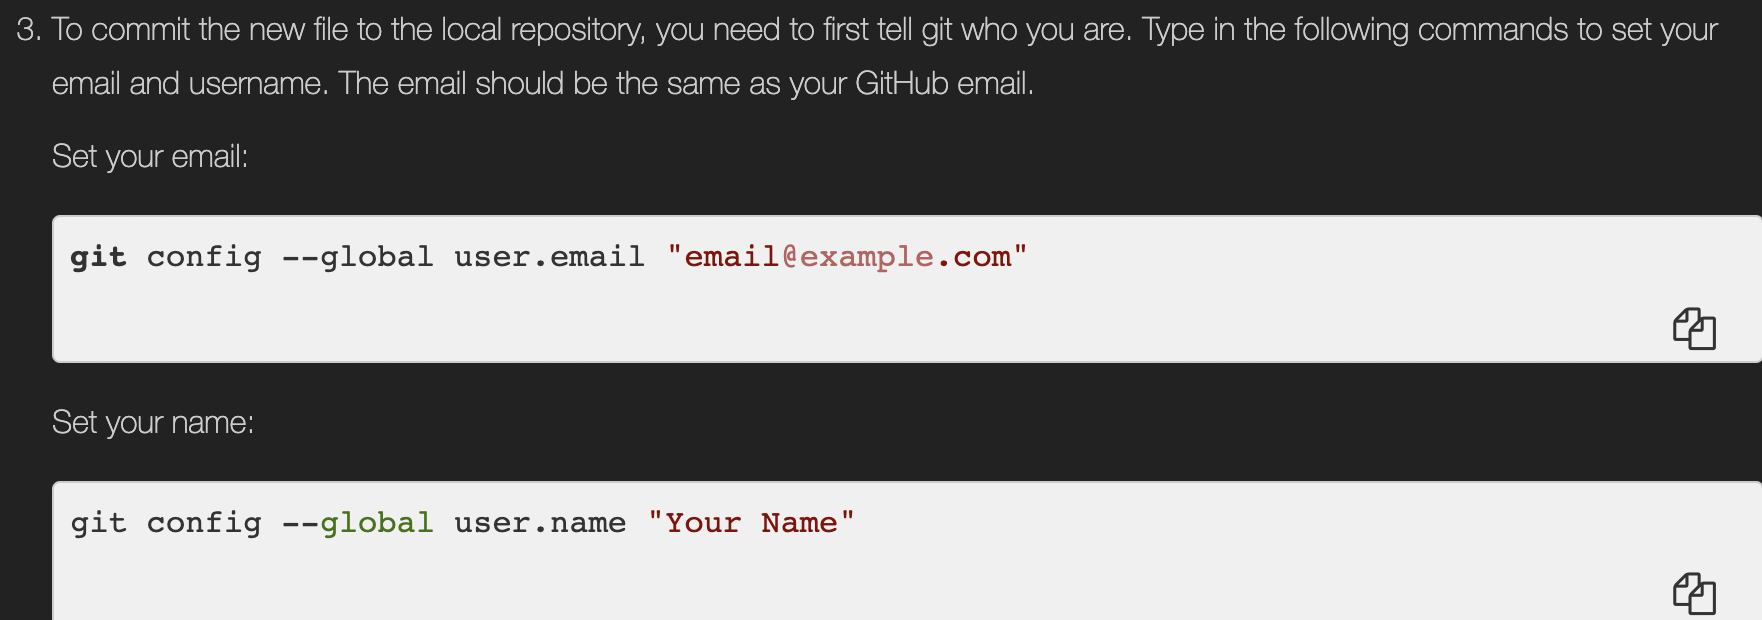 3. To commit the new file to the local repository, you need to first tell git who you are. Type in the following commands to set your
email and username. The email should be the same as your GitHub email.
Set your email:
git config --global user.email "email@example.com"
Set your name:
git config --global user.name "Your Name"